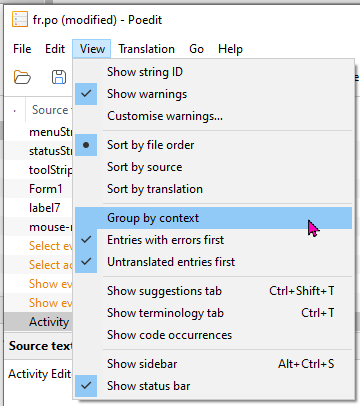 fr.po (modified) - Poedit
File Edit View Translation Go Help
Show string ID
Show warnings
Customise warnings...
Sort by file order
Sort by source
Sort by translation
Group by context
Entries with errors first
Untranslated entries first
Show suggestions tab Ctrl+Shift+T
Show terminology tab Ctrl+T
Show code occurrences
Show sidebar Alt+Ctrl+S
Show status bar
Source t
menuStr
statusStr
toolStrip
Form1
label7
mouse-r
Select ev
Select ac
Show eve
Show eve
Activity
Source text
Activity Edit